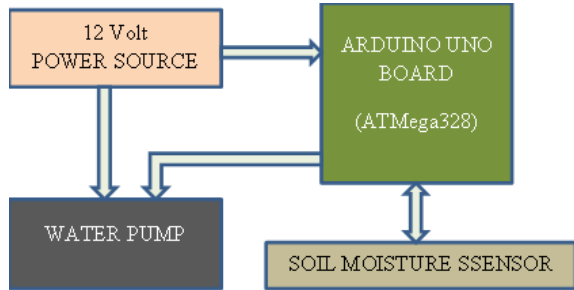 12 Volt
POWER SOURCE
ARDUINO UNO
BOARD
(ATMega328)
WATER PUMP
SOIL MOISTURE SSENSOR